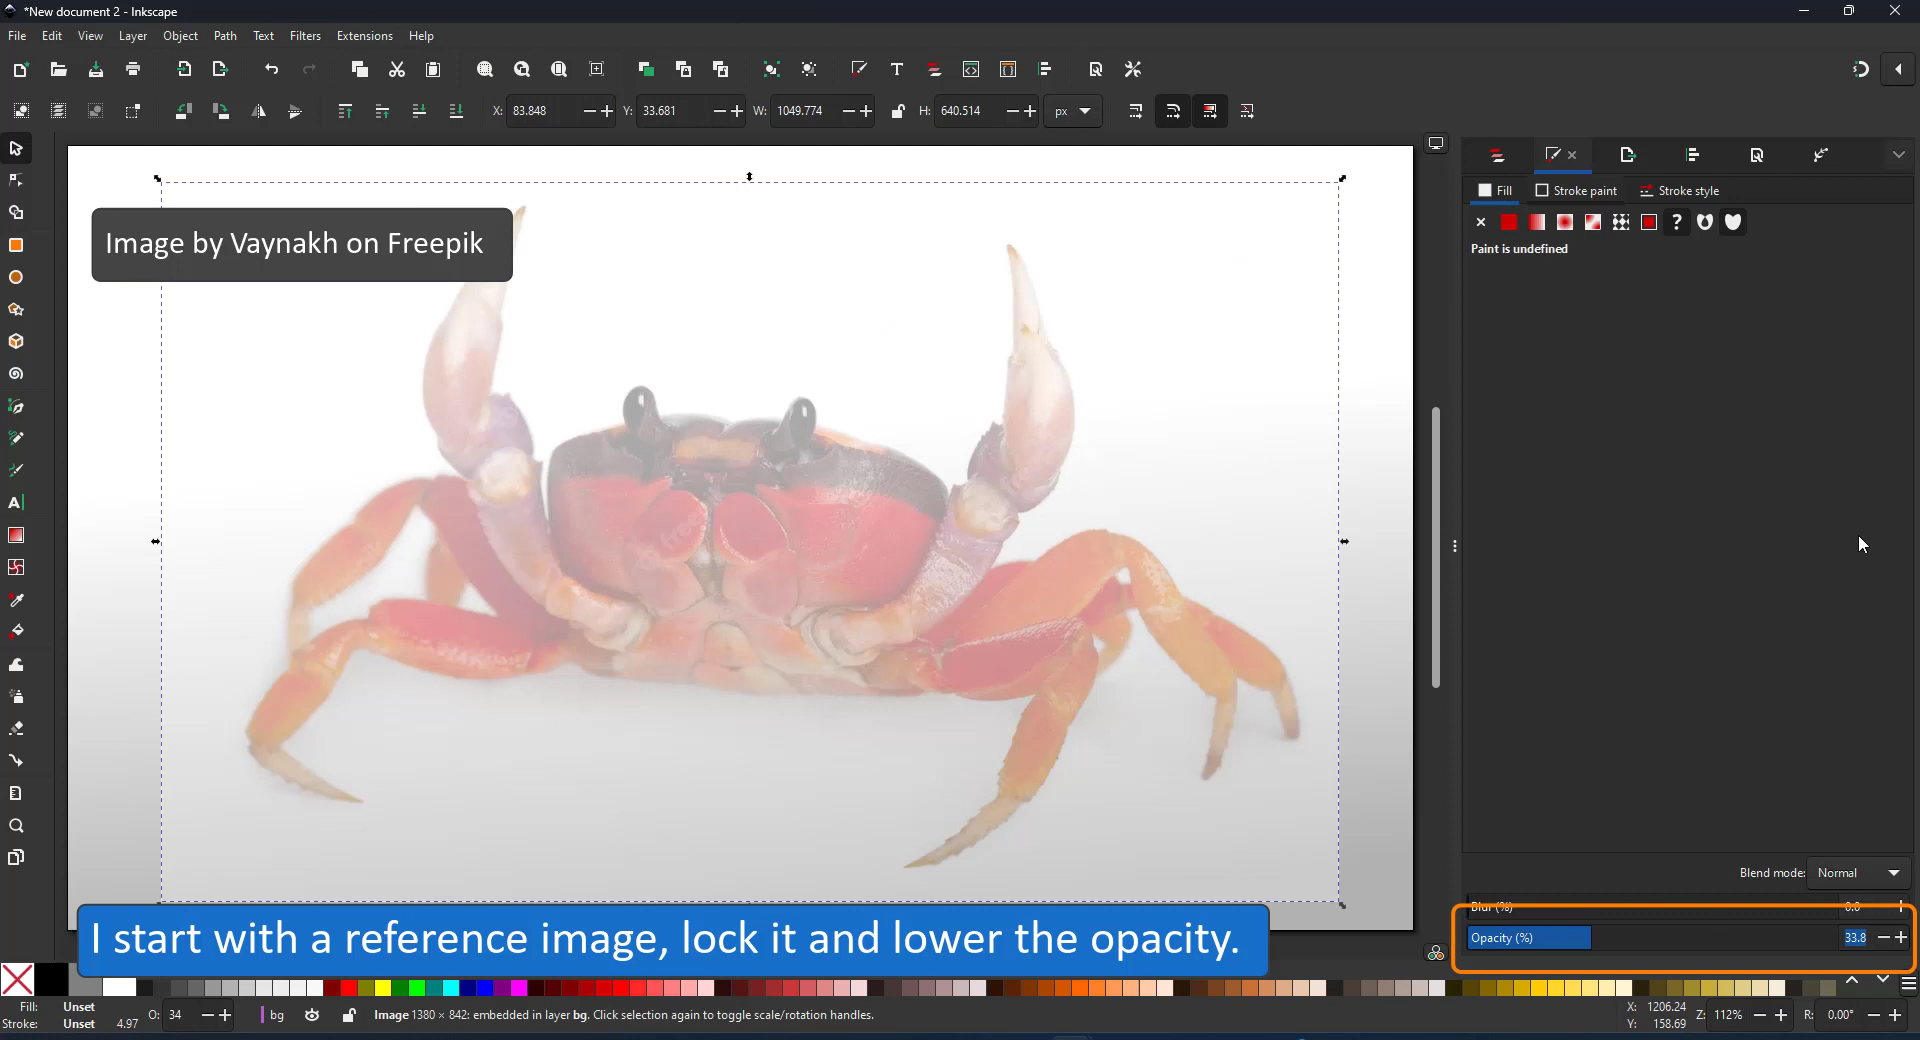 *New document 2 - Inkscape
File Edit View Layer Object Path Text Filters Extensions Help
X: 83.848 Y: 33.681 W: 1049.774 H: 640.514 px
Fill Stroke paint Stroke style
Paint is undefined
Image by Vaynakh on Freepik
Blend mode: Normal
Blur (%) 0.0
Opacity (%) 33.8
I start with a reference image, lock it and lower the opacity.
Fill: Unset
Stroke: Unset 4.97 O: 34 bg Image 1380 × 842: embedded in layer bg. Click selection again to toggle scale/rotation handles.
X: 1206.24
Y: 158.69
Z: 112% R: 0.00°